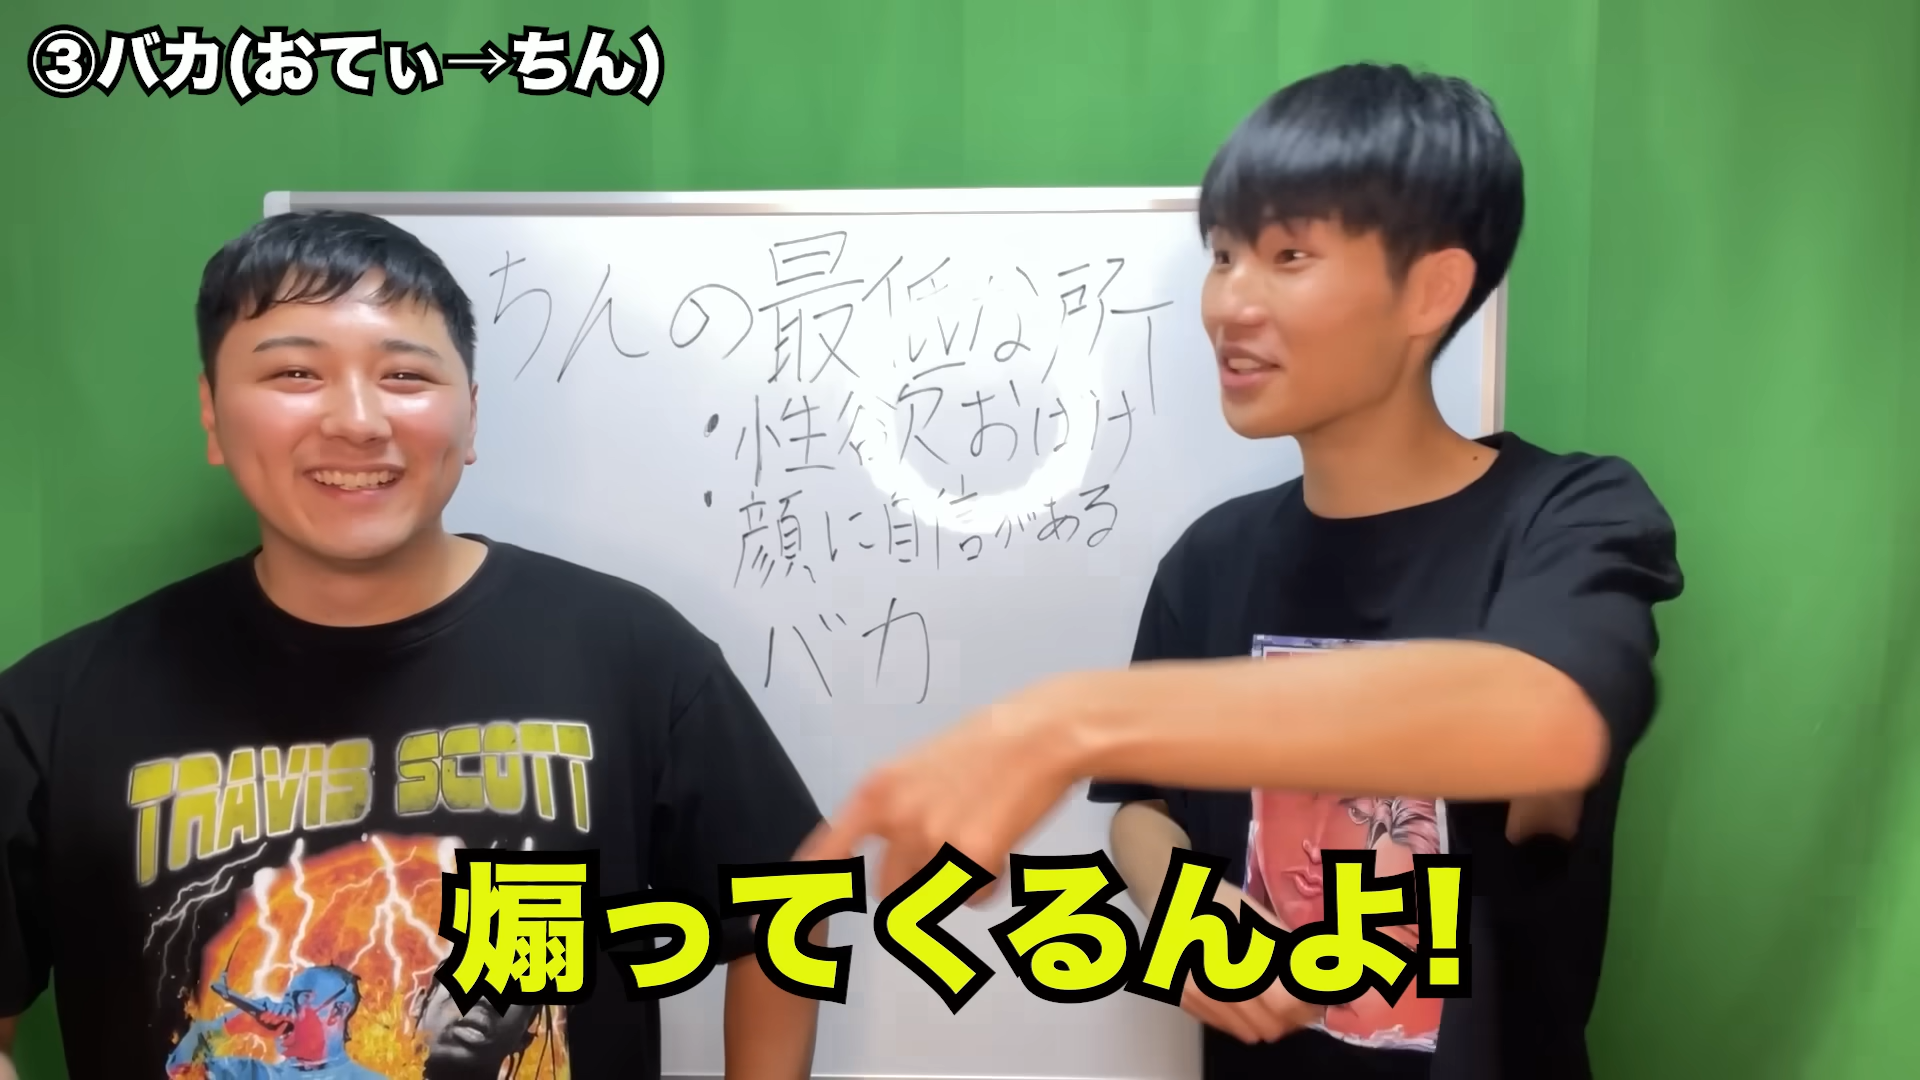 ③バカ(おてぃ→ちん)
ちんの最低な所
・性欲おばけ
・顔に自信がある
バカ
TRAVIS SCOTT
煽ってくるんよ!